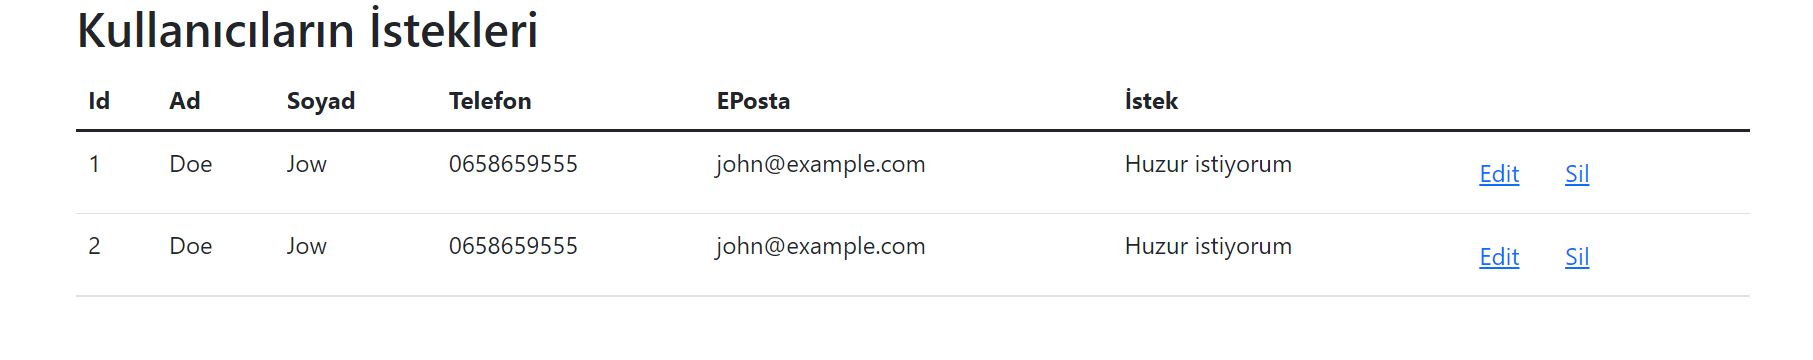 Kullanıcıların İstekleri
Id Ad Soyad Telefon EPosta İstek
1 Doe Jow 0658659555 john@example.com Huzur istiyorum Edit Sil
2 Doe Jow 0658659555 john@example.com Huzur istiyorum Edit Sil